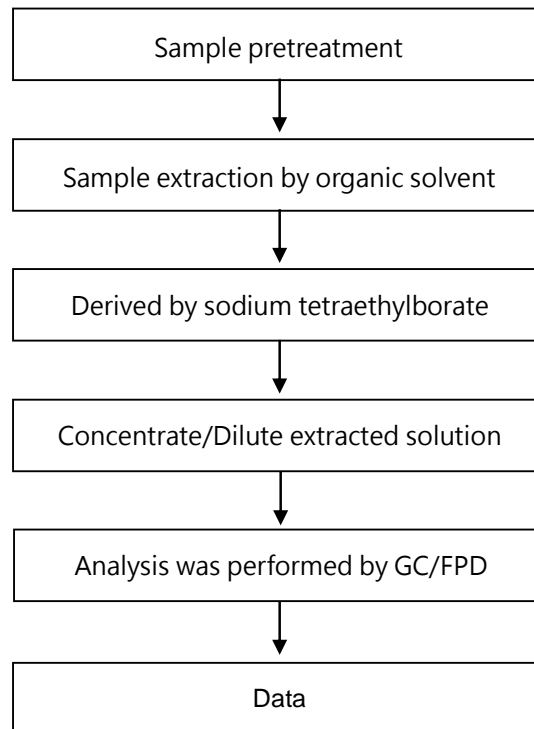 Sample pretreatment
Sample extraction by organic solvent
Derived by sodium tetraethylborate
Concentrate/Dilute extracted solution
Analysis was performed by GC/FPD
Data